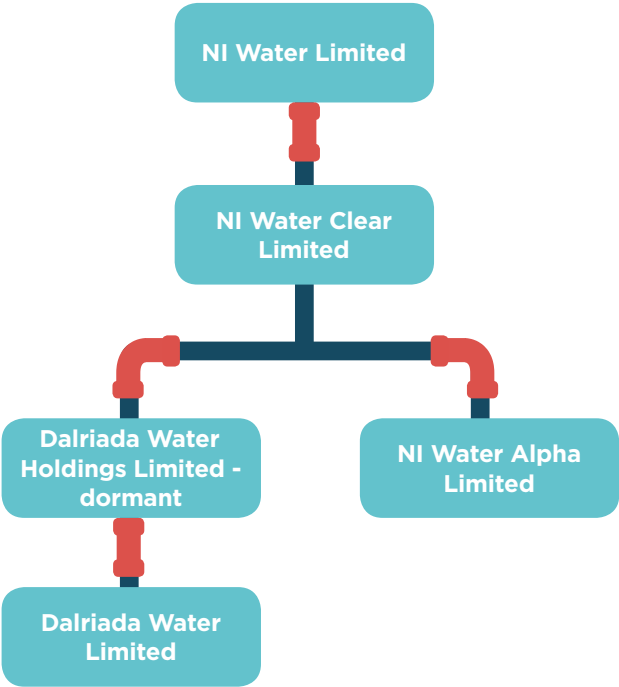 NI Water Limited
NI Water Clear
Limited
Dalriada Water
Holdings Limited -
dormant
NI Water Alpha
Limited
Dalriada Water
Limited